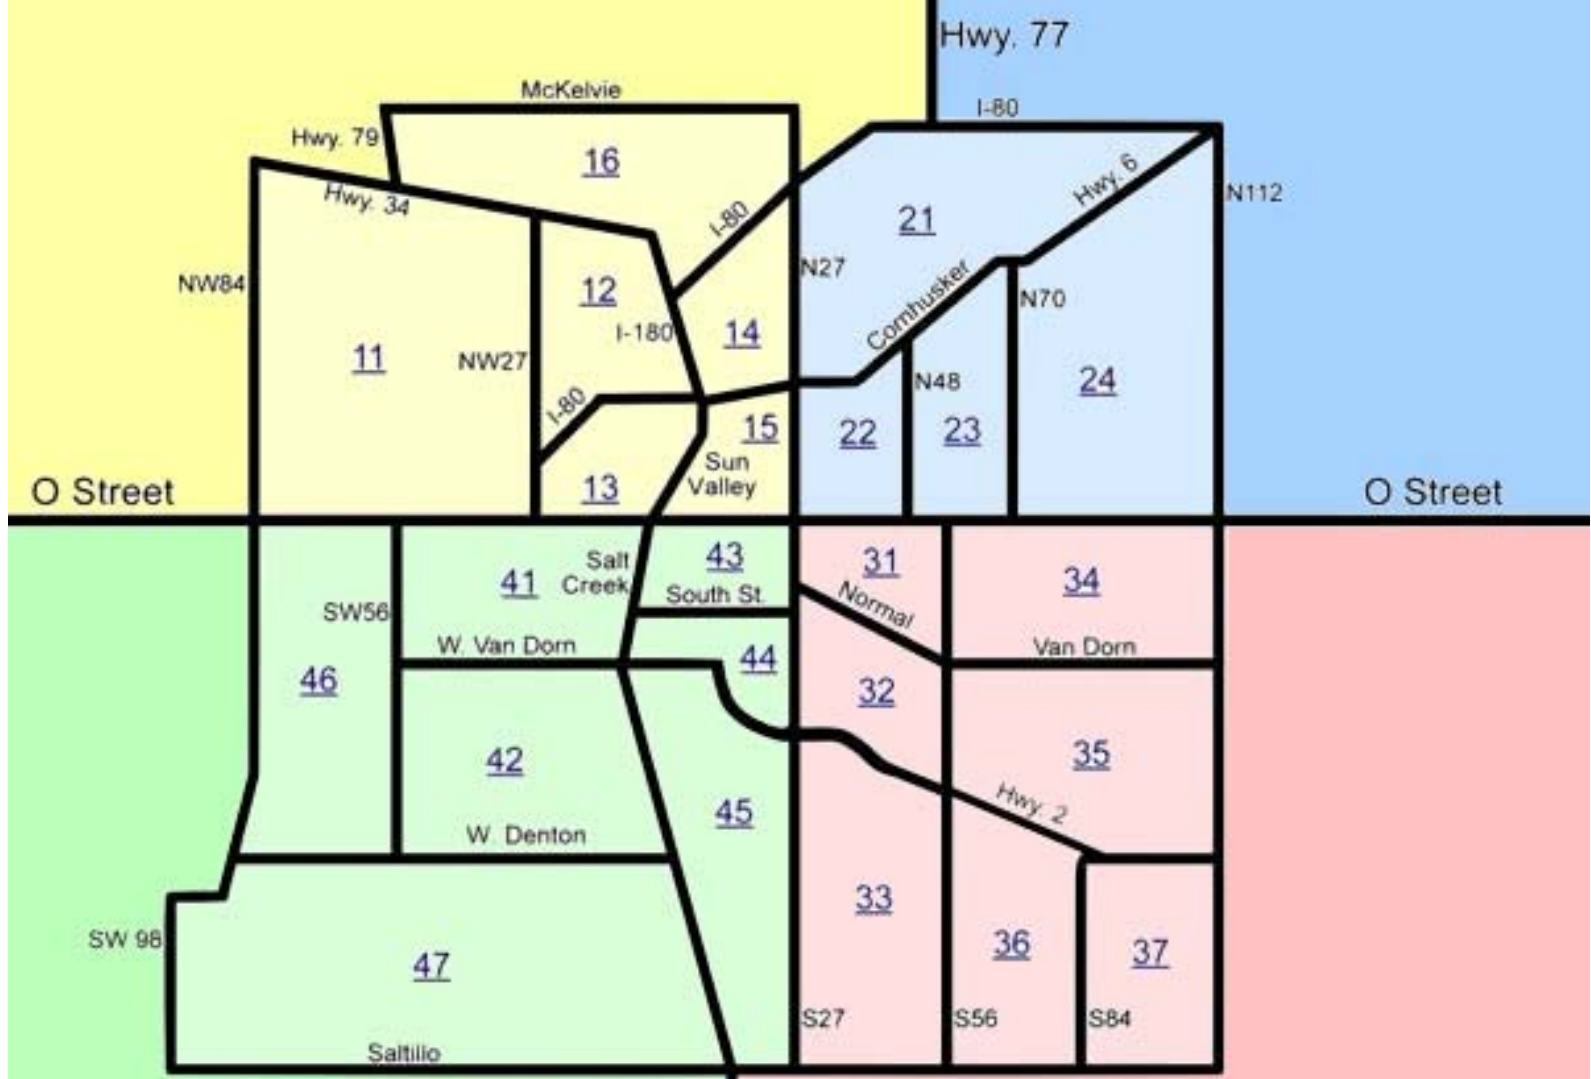 Hwy. 77
McKelvie
I-80
Hwy. 79
16
Hwy. 6
Hwy. 34
N112
I-80
21
NW84
12
N27
Cornhusker
N70
I-180
14
11
NW27
24
N48
I-80
15
22
23
Sun
Valley
13
O Street
O Street
Salt
Creek
43
31
41
South St.
Normal
34
SW56
W. Van Dorn
Van Dorn
44
46
32
42
35
45
Hwy. 2
W. Denton
33
SW 98
36
37
47
S27
S56
S84
Saltillo